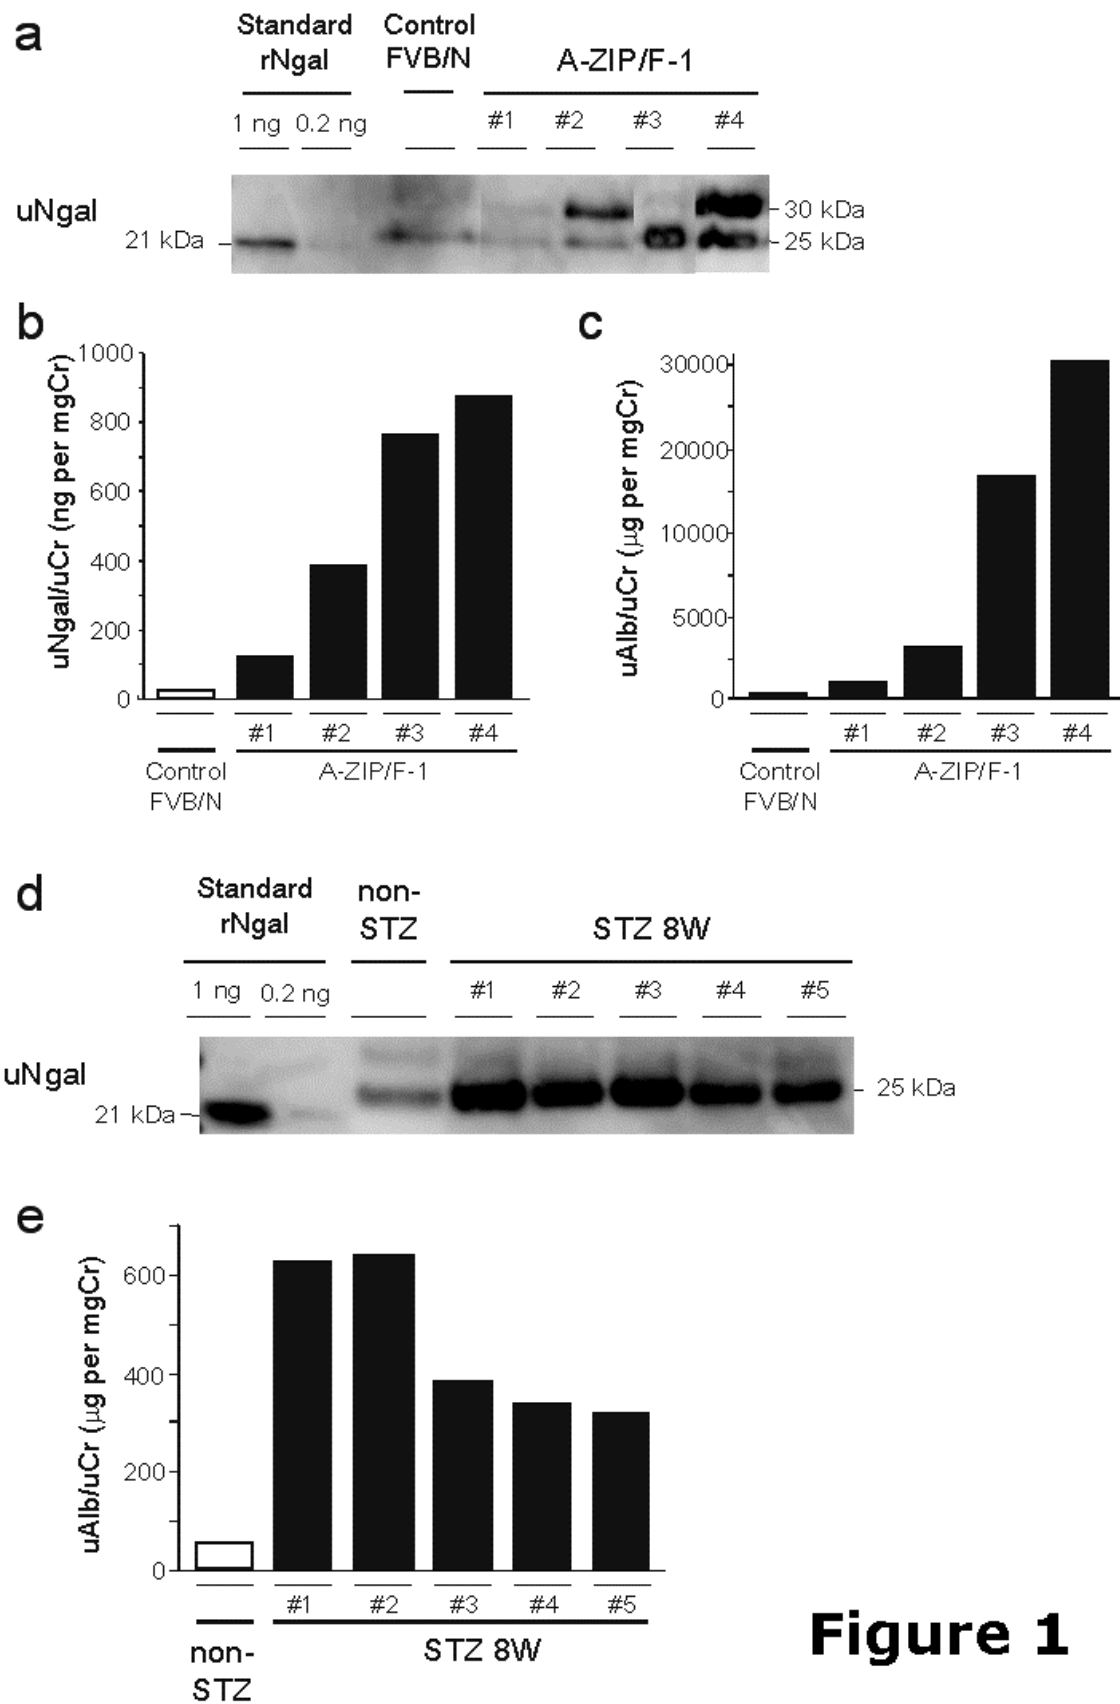 a
Standard
rNgal
Control
FVB/N
A-ZIP/F-1
1 ng 0.2 ng
#1 #2 #3 #4
uNgal
21 kDa
30 kDa
25 kDa
b
uNgal/uCr (ng per mgCr)
1000
800
600
400
200
0
#1 #2 #3 #4
Control
FVB/N
A-ZIP/F-1
c
uAlb/uCr (μg per mgCr)
30000
20000
10000
5000
0
#1 #2 #3 #4
Control
FVB/N
A-ZIP/F-1
d
Standard
rNgal
non-
STZ
STZ 8W
1 ng 0.2 ng
#1 #2 #3 #4 #5
uNgal
21 kDa
25 kDa
e
uAlb/uCr (μg per mgCr)
600
400
200
0
#1 #2 #3 #4 #5
non-
STZ
STZ 8W
Figure 1